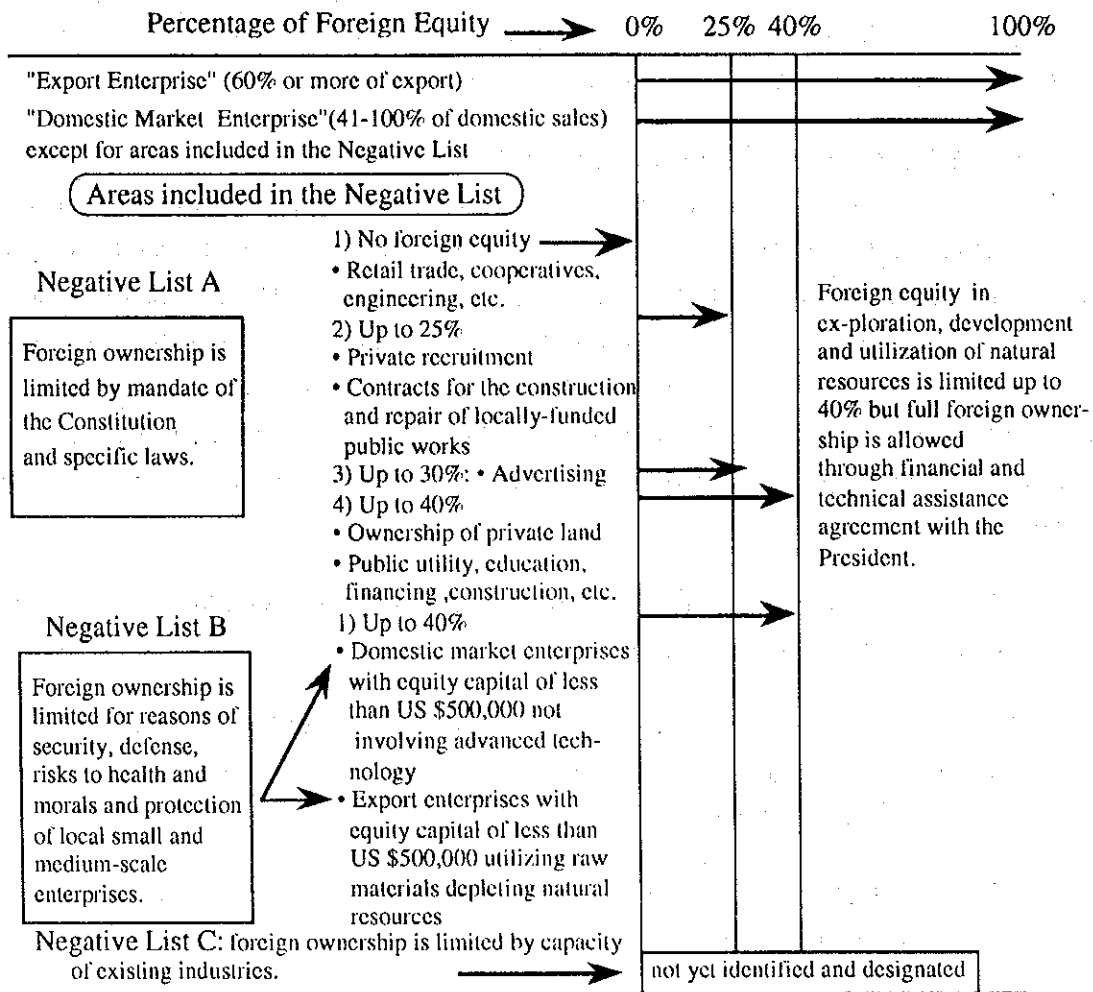 Percentage of Foreign Equity 0% 25% 40% 100%
"Export Enterprise" (60% or more of export)
"Domestic Market Enterprise"(41-100% of domestic sales)
except for areas included in the Negative List
Areas included in the Negative List
Negative List A
Foreign ownership is
limited by mandate of
the Constitution
and specific laws.
1) No foreign equity
• Retail trade, cooperatives,
engineering, etc.
2) Up to 25%
• Private recruitment
• Contracts for the construction
and repair of locally-funded
public works
3) Up to 30%: • Advertising
4) Up to 40%
• Ownership of private land
• Public utility, education,
financing ,construction, etc.
Foreign equity in
ex-ploration, development
and utilization of natural
resources is limited up to
40% but full foreign owner-
ship is allowed
through financial and
technical assistance
agreement with the
President.
Negative List B
Foreign ownership is
limited for reasons of
security, defense,
risks to health and
morals and protection
of local small and
medium-scale
enterprises.
1) Up to 40%
• Domestic market enterprises
with equity capital of less
than US $500,000 not
involving advanced tech-
nology
• Export enterprises with
equity capital of less than
US $500,000 utilizing raw
materials depleting natural
resources
Negative List C: foreign ownership is limited by capacity
of existing industries.
not yet identified and designated